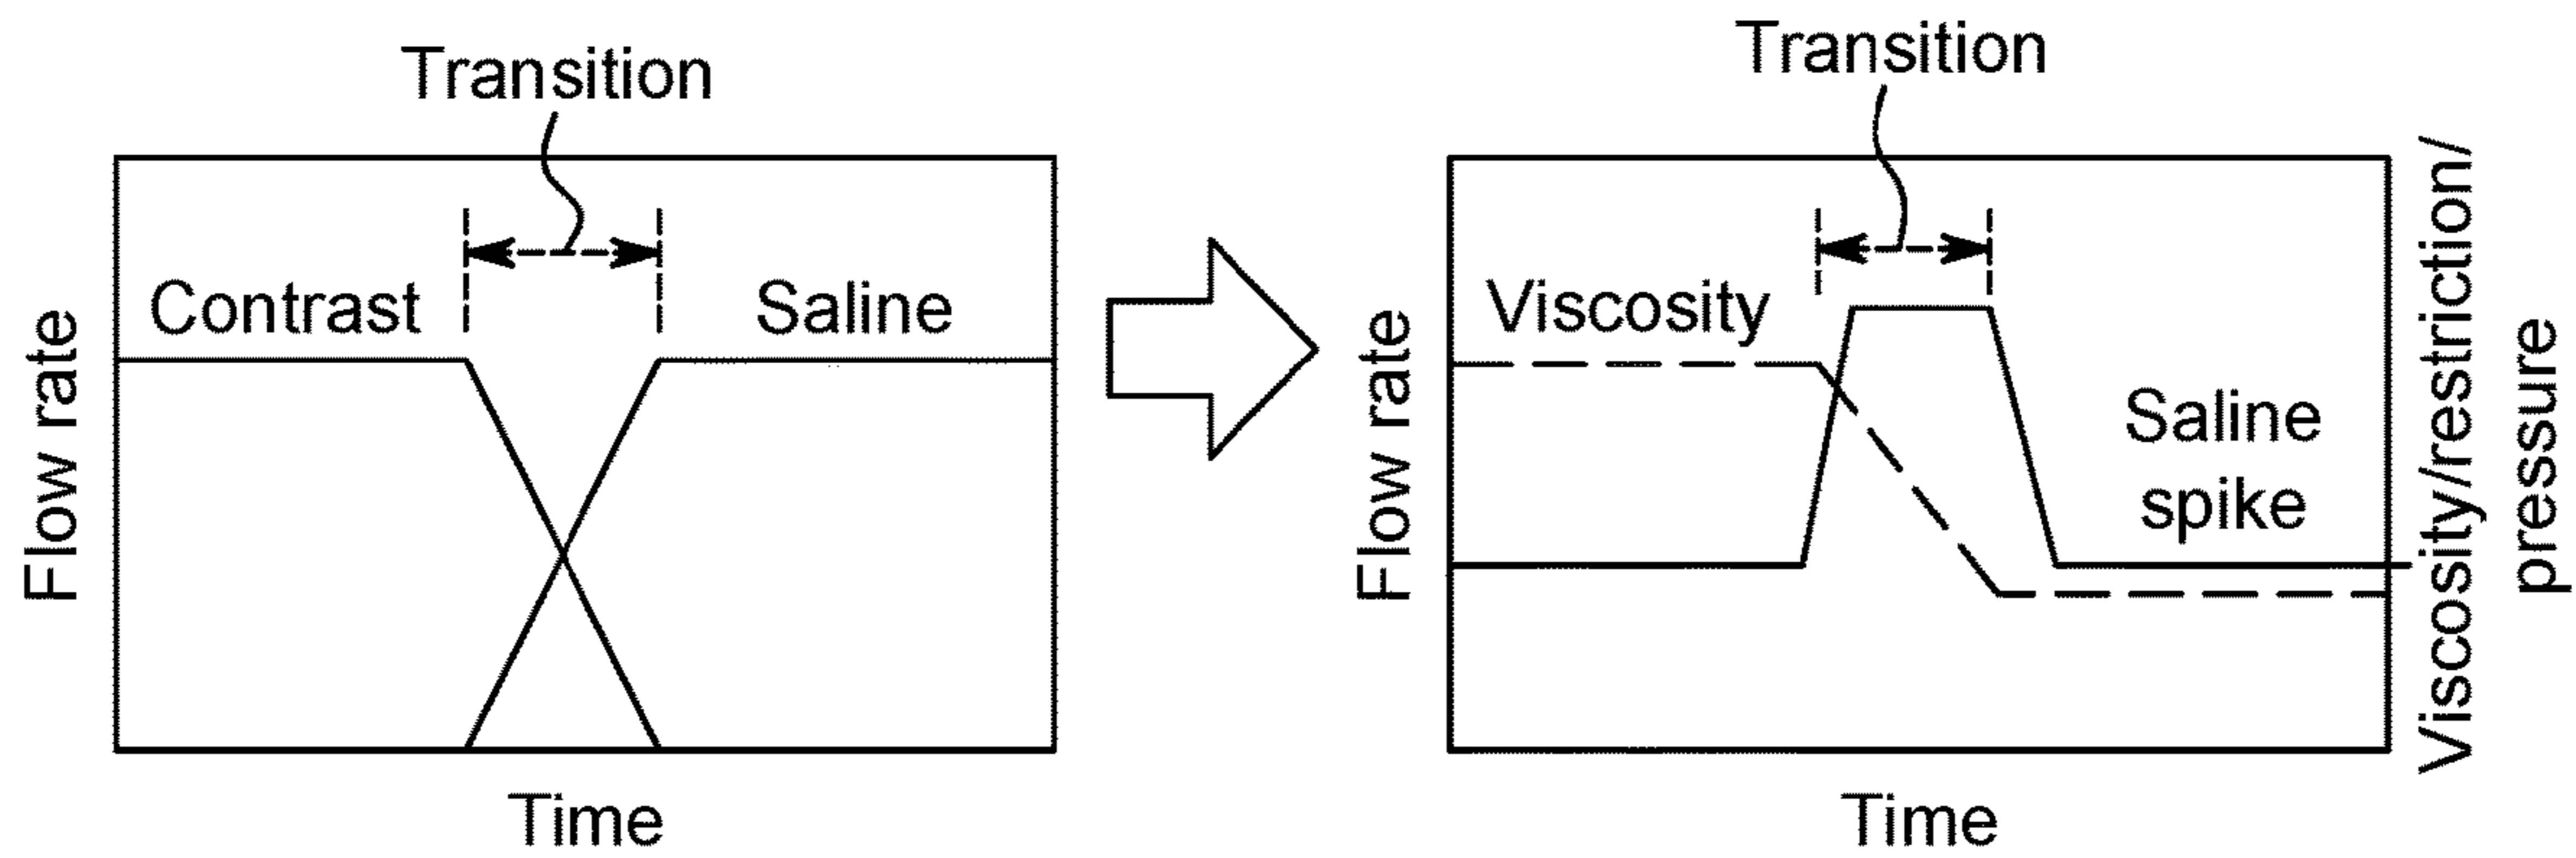 Transition
Contrast
Saline
Flow rate
Time
Transition
Viscosity
Saline
spike
Flow rate
Viscosity/restriction/
pressure
Time